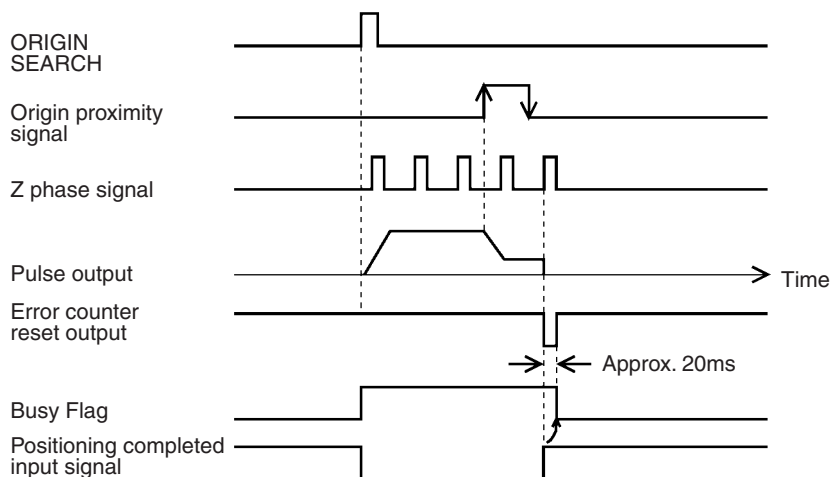 ORIGIN
SEARCH
Origin proximity
signal
Z phase signal
Pulse output
Time
Error counter
reset output
Approx. 20ms
Busy Flag
Positioning completed
input signal